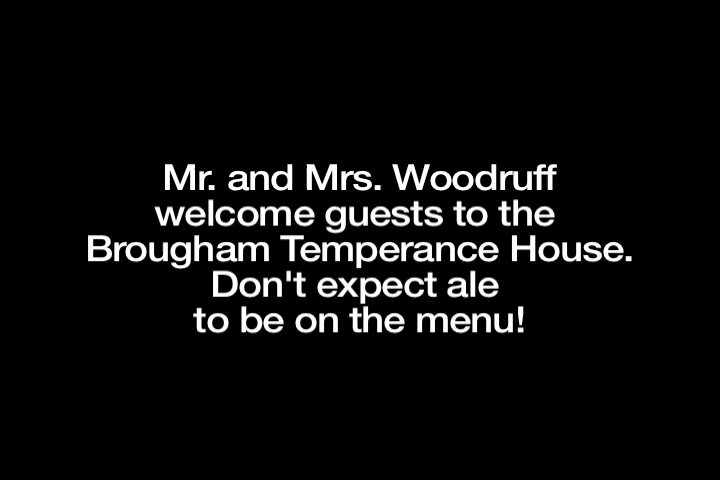 Mr. and Mrs. Woodruff
welcome guests to the
Brougham Temperance House.
Don't expect ale
to be on the menu!